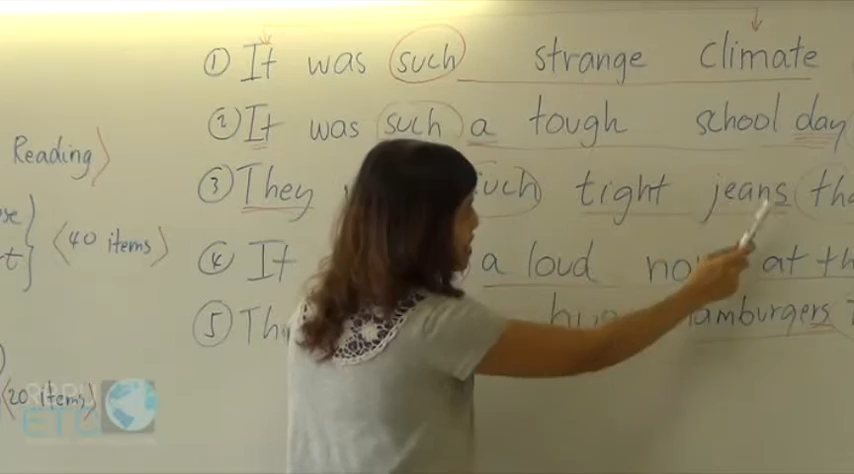 ① It was such strange climate
② It was such a tough school day
③ They such tight jeans
④ It a loud at
⑤ hamburgers
Reading〉
〈40 items〉
〈20 items〉
ETC